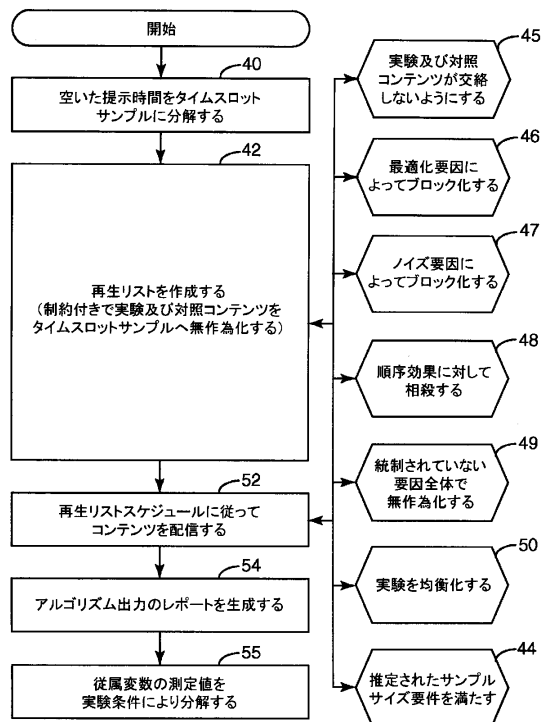 開始
40
空いた提示時間をタイムスロット
サンプルに分解する
42
再生リストを作成する
(制約付きで実験及び対照コンテンツを
タイムスロットサンプルへ無作為化する)
52
再生リストスケジュールに従って
コンテンツを配信する
54
アルゴリズム出力のレポートを生成する
55
従属変数の測定値を
実験条件により分解する
45
実験及び対照
コンテンツが交絡
しないようにする
46
最適化要因に
よってブロック化する
47
ノイズ要因に
よってブロック化する
48
順序効果に対して
相殺する
49
統制されていない
要因全体で
無作為化する
50
実験を均衡化する
44
推定されたサンプル
サイズ要件を満たす